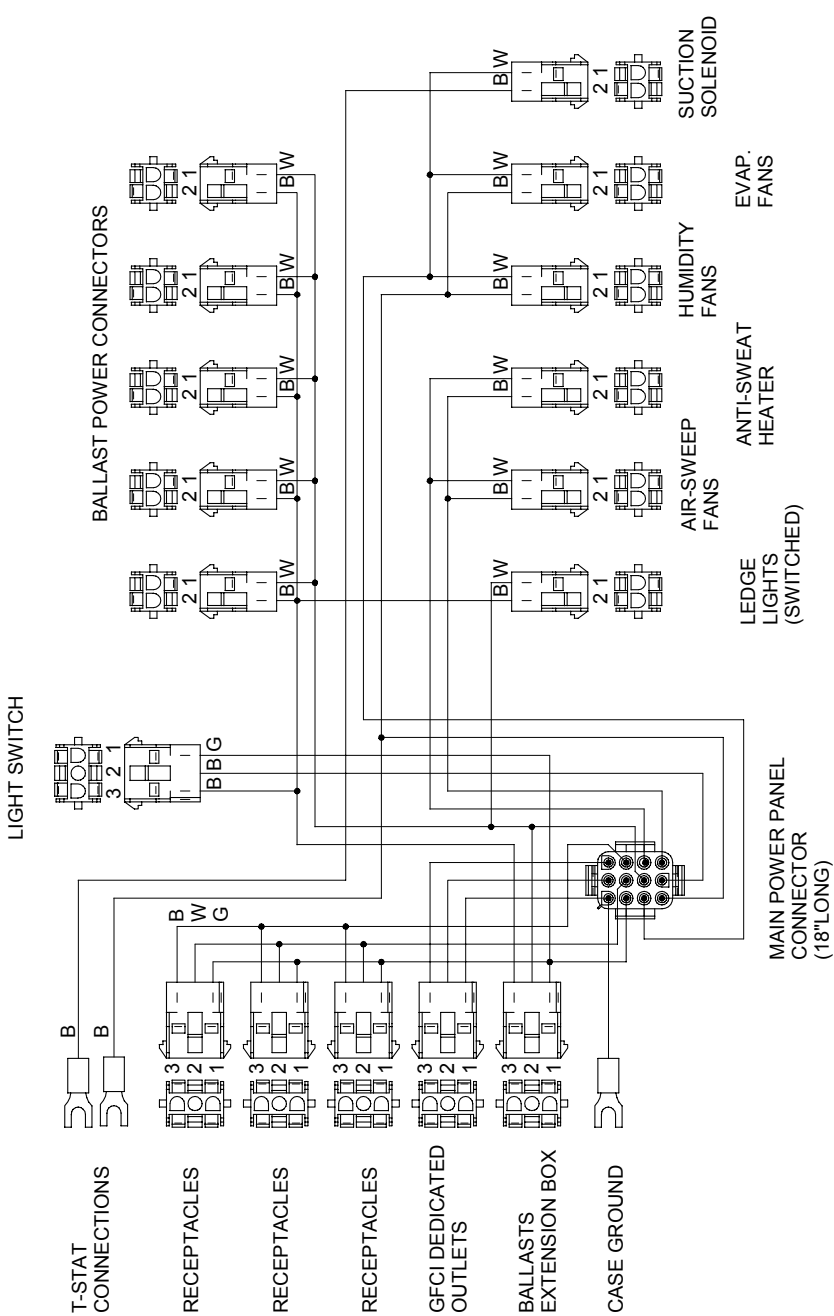 LIGHT SWITCH
3 2 1
B B G
BALLAST POWER CONNECTORS
2 1
B W
2 1
B W
2 1
B W
2 1
B W
2 1
B W
T-STAT
CONNECTIONS
B
B
RECEPTACLES
3
2
1
B
W
G
RECEPTACLES
3
2
1
RECEPTACLES
3
2
1
GFCI DEDICATED
OUTLETS
3
2
1
BALLASTS
EXTENSION BOX
3
2
1
CASE GROUND
MAIN POWER PANEL
CONNECTOR
(18"LONG)
B W
2 1
LEDGE
LIGHTS
(SWITCHED)
B W
2 1
AIR-SWEEP
FANS
B W
2 1
ANTI-SWEAT
HEATER
B W
2 1
HUMIDITY
FANS
B W
2 1
EVAP.
FANS
B W
2 1
SUCTION
SOLENOID